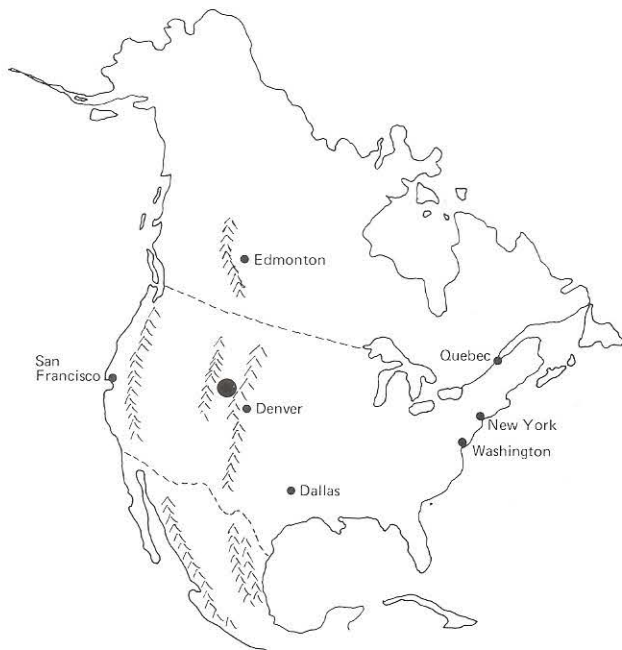 Edmonton
San
Francisco
Quebec
Denver
New York
Washington
Dallas